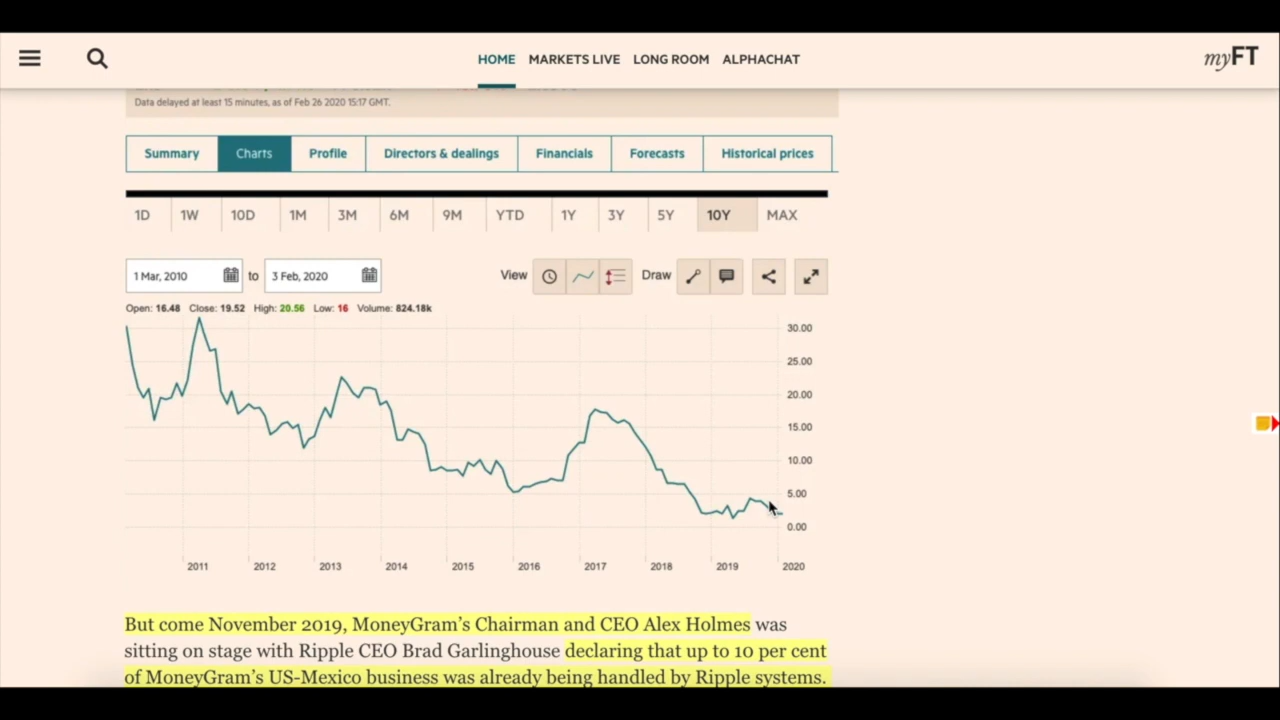 HOME MARKETS LIVE LONG ROOM ALPHACHAT
myFT
Data delayed at least 15 minutes, as of Feb 26 2020 15:17 GMT.
Summary Charts Profile Directors & dealings Financials Forecasts Historical prices
1D 1W 10D 1M 3M 6M 9M YTD 1Y 3Y 5Y 10Y MAX
1 Mar, 2010 to 3 Feb, 2020 View Draw
Open: 16.48 Close: 19.52 High: 20.56 Low: 16 Volume: 824.18k
30.00
25.00
20.00
15.00
10.00
5.00
0.00
2011 2012 2013 2014 2015 2016 2017 2018 2019 2020
But come November 2019, MoneyGram's Chairman and CEO Alex Holmes was
sitting on stage with Ripple CEO Brad Garlinghouse declaring that up to 10 per cent
of MoneyGram's US-Mexico business was already being handled by Ripple systems.